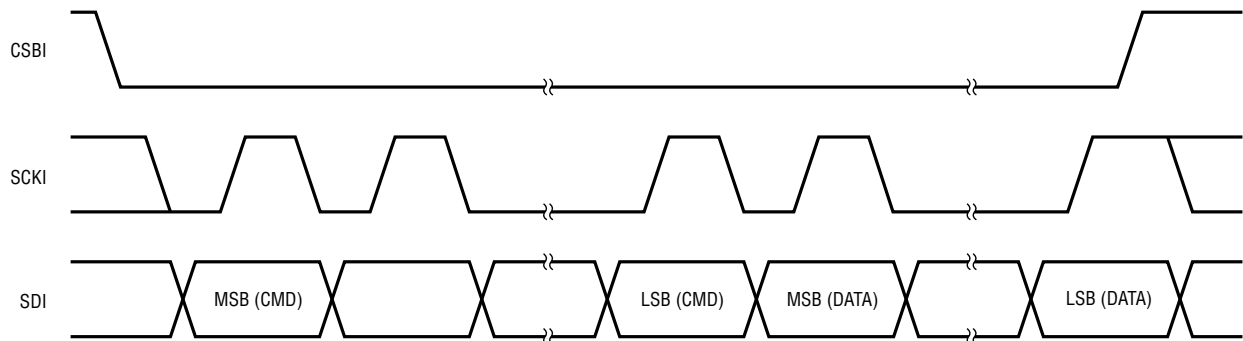 CSBI
SCKI
SDI
MSB (CMD)
LSB (CMD)
MSB (DATA)
LSB (DATA)